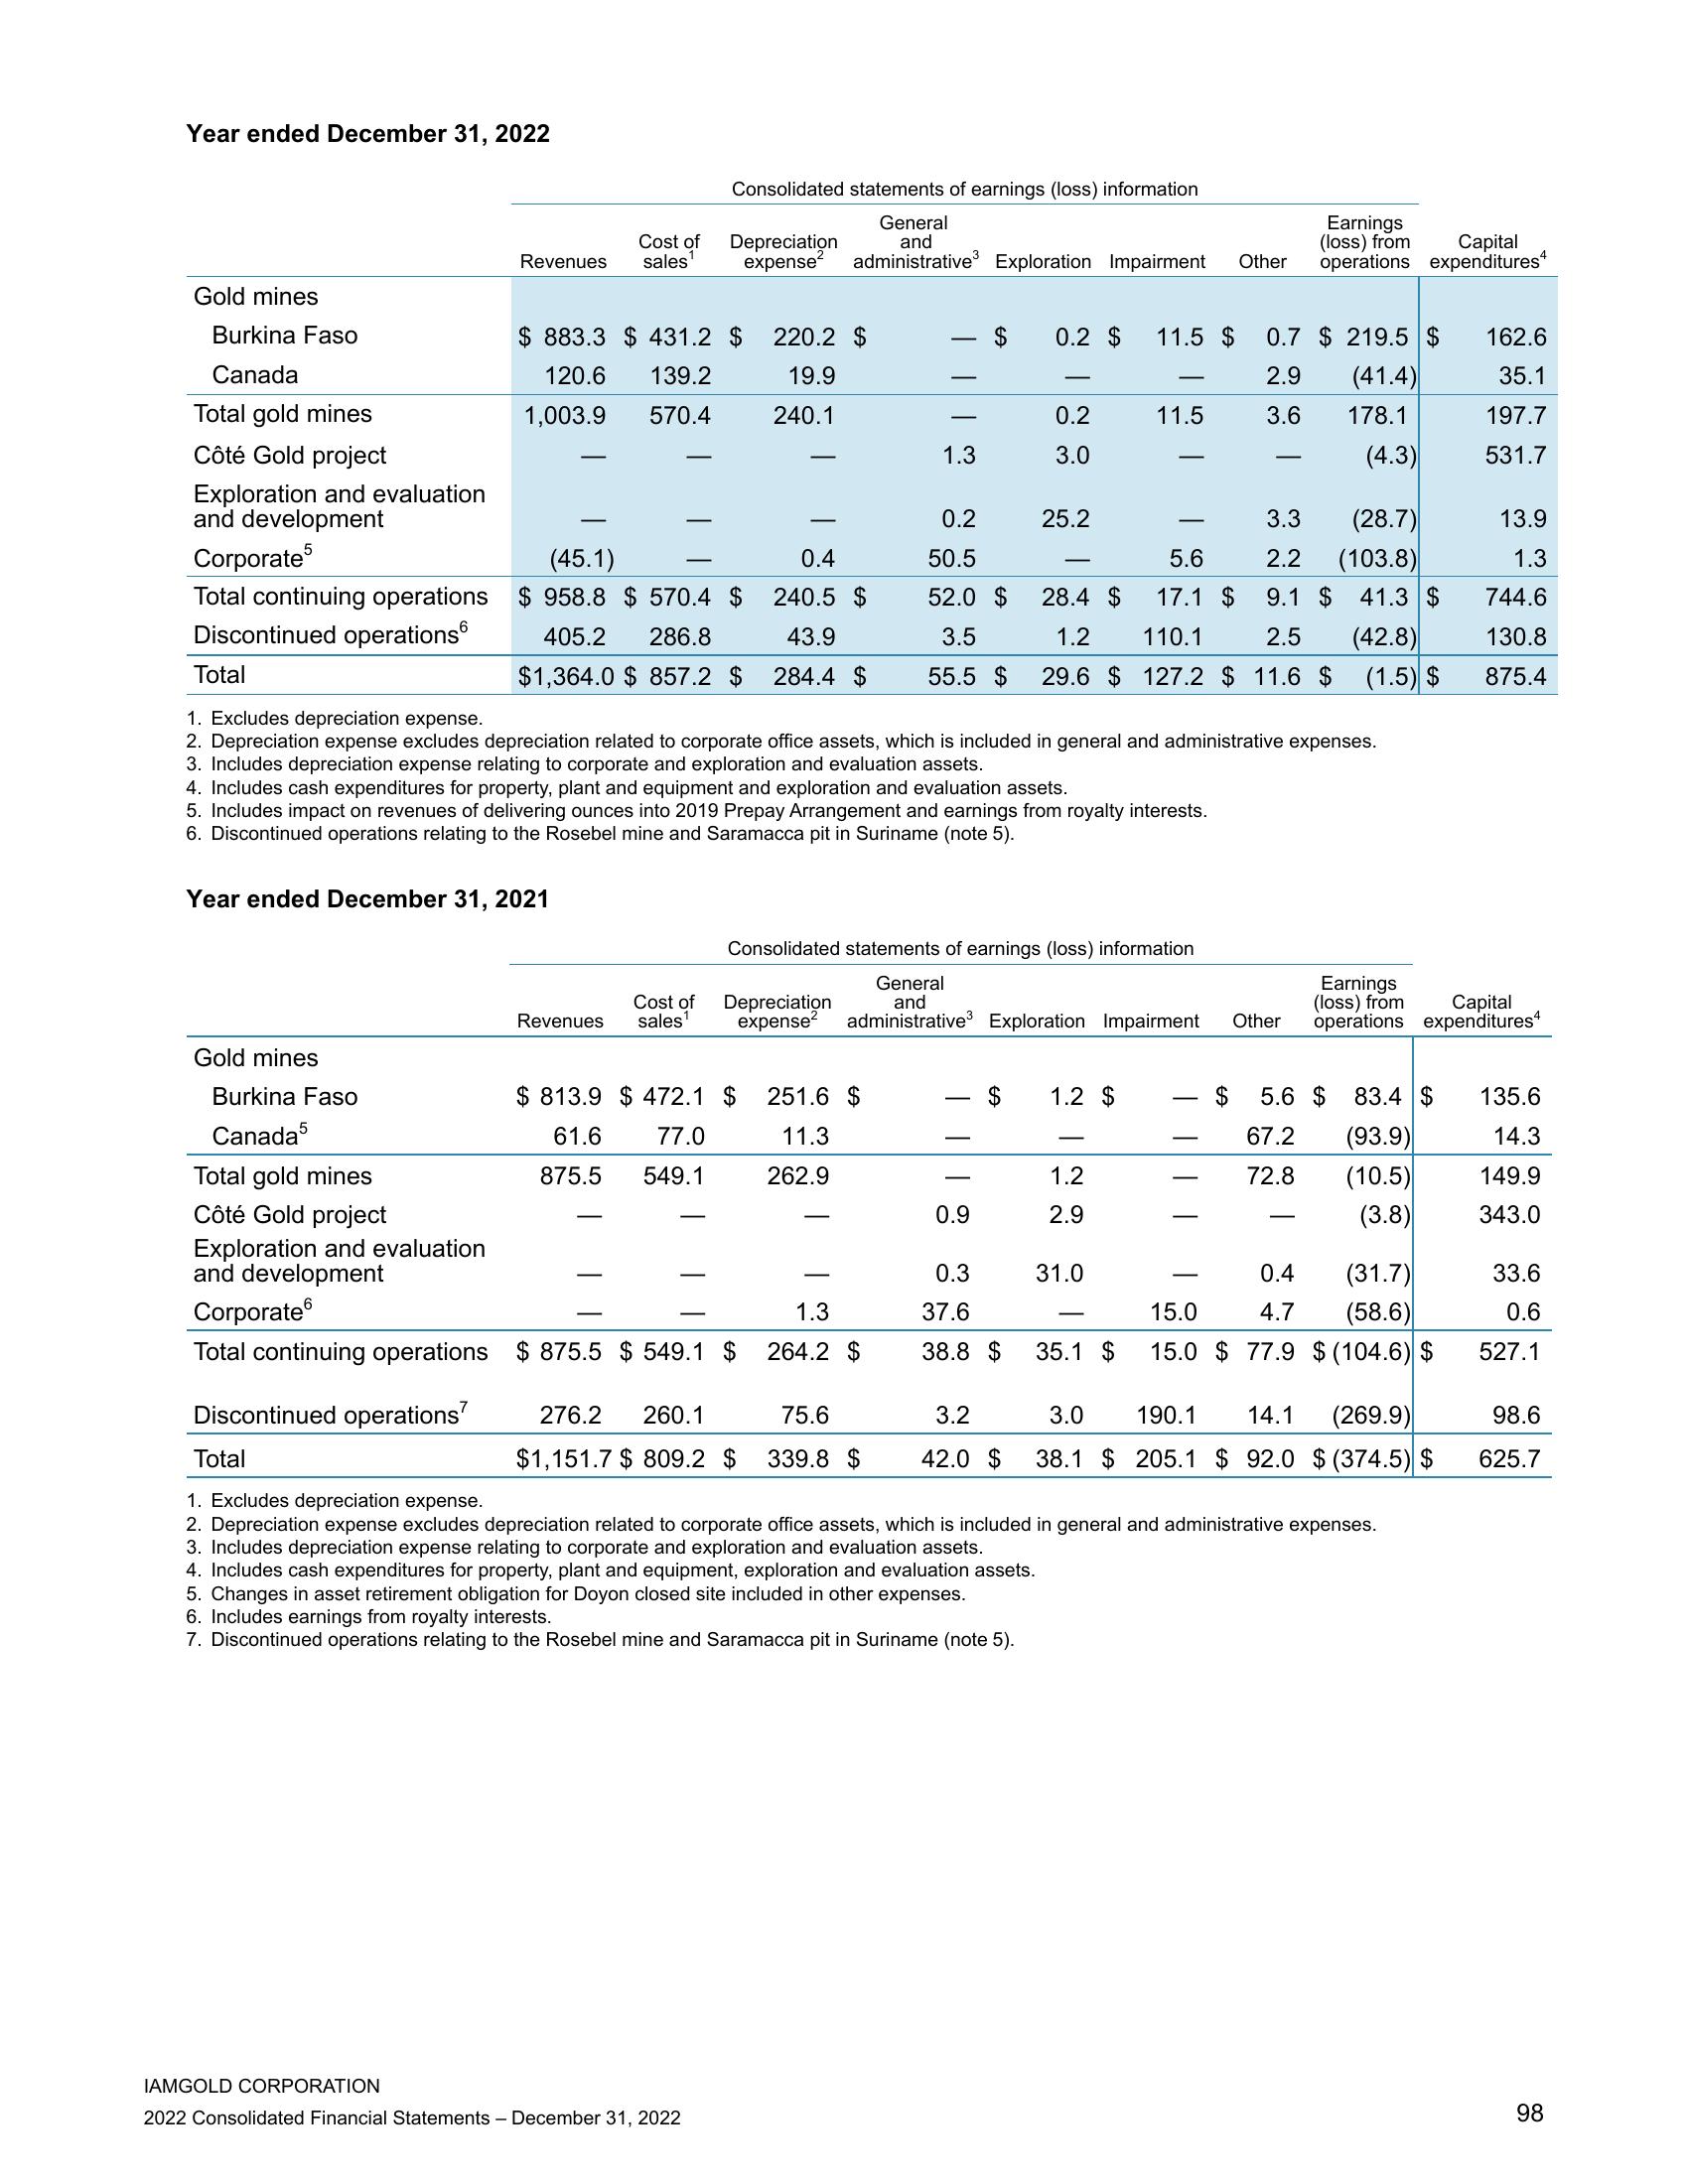 Year ended December 31, 2022
Consolidated statements of earnings (loss) information
Revenues Cost of sales1 Depreciation expense2 General and administrative3 Exploration Impairment Other Earnings (loss) from operations Capital expenditures4
Gold mines
Burkina Faso $ 883.3 $ 431.2 $ 220.2 $ — $ 0.2 $ 11.5 $ 0.7 $ 219.5 $ 162.6
Canada 120.6 139.2 19.9 — — — 2.9 (41.4) 35.1
Total gold mines 1,003.9 570.4 240.1 — 0.2 11.5 3.6 178.1 197.7
Côté Gold project — — — 1.3 3.0 — — (4.3) 531.7
Exploration and evaluation
and development — — — 0.2 25.2 — 3.3 (28.7) 13.9
Corporate5 (45.1) — 0.4 50.5 — 5.6 2.2 (103.8) 1.3
Total continuing operations $ 958.8 $ 570.4 $ 240.5 $ 52.0 $ 28.4 $ 17.1 $ 9.1 $ 41.3 $ 744.6
Discontinued operations6 405.2 286.8 43.9 3.5 1.2 110.1 2.5 (42.8) 130.8
Total $1,364.0 $ 857.2 $ 284.4 $ 55.5 $ 29.6 $ 127.2 $ 11.6 $ (1.5) $ 875.4
1. Excludes depreciation expense.
2. Depreciation expense excludes depreciation related to corporate office assets, which is included in general and administrative expenses.
3. Includes depreciation expense relating to corporate and exploration and evaluation assets.
4. Includes cash expenditures for property, plant and equipment and exploration and evaluation assets.
5. Includes impact on revenues of delivering ounces into 2019 Prepay Arrangement and earnings from royalty interests.
6. Discontinued operations relating to the Rosebel mine and Saramacca pit in Suriname (note 5).
Year ended December 31, 2021
Consolidated statements of earnings (loss) information
Revenues Cost of sales1 Depreciation expense2 General and administrative3 Exploration Impairment Other Earnings (loss) from operations Capital expenditures4
Gold mines
Burkina Faso $ 813.9 $ 472.1 $ 251.6 $ — $ 1.2 $ — $ 5.6 $ 83.4 $ 135.6
Canada5 61.6 77.0 11.3 — — — 67.2 (93.9) 14.3
Total gold mines 875.5 549.1 262.9 — 1.2 — 72.8 (10.5) 149.9
Côté Gold project — — — 0.9 2.9 — — (3.8) 343.0
Exploration and evaluation
and development — — — 0.3 31.0 — 0.4 (31.7) 33.6
Corporate6 — — 1.3 37.6 — 15.0 4.7 (58.6) 0.6
Total continuing operations $ 875.5 $ 549.1 $ 264.2 $ 38.8 $ 35.1 $ 15.0 $ 77.9 $ (104.6) $ 527.1
Discontinued operations7 276.2 260.1 75.6 3.2 3.0 190.1 14.1 (269.9) 98.6
Total $1,151.7 $ 809.2 $ 339.8 $ 42.0 $ 38.1 $ 205.1 $ 92.0 $ (374.5) $ 625.7
1. Excludes depreciation expense.
2. Depreciation expense excludes depreciation related to corporate office assets, which is included in general and administrative expenses.
3. Includes depreciation expense relating to corporate and exploration and evaluation assets.
4. Includes cash expenditures for property, plant and equipment, exploration and evaluation assets.
5. Changes in asset retirement obligation for Doyon closed site included in other expenses.
6. Includes earnings from royalty interests.
7. Discontinued operations relating to the Rosebel mine and Saramacca pit in Suriname (note 5).
IAMGOLD CORPORATION
2022 Consolidated Financial Statements – December 31, 2022 98